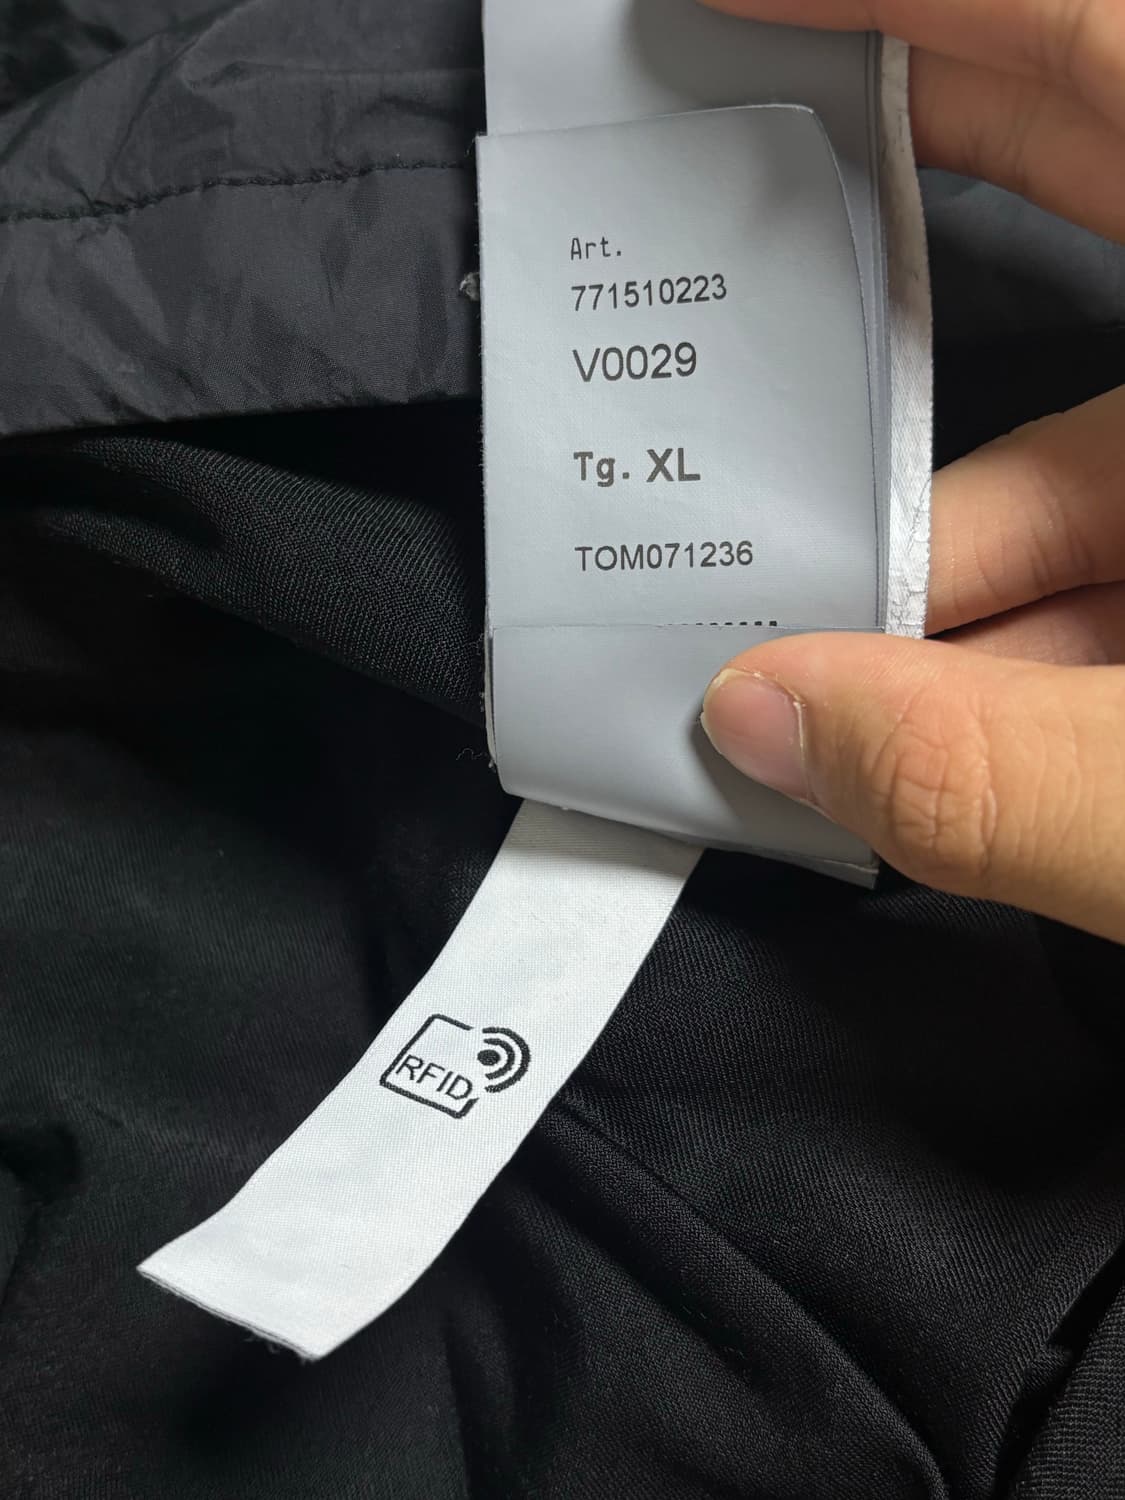 Art.
771510223
V0029
Tg. XL
TOM071236
RFID